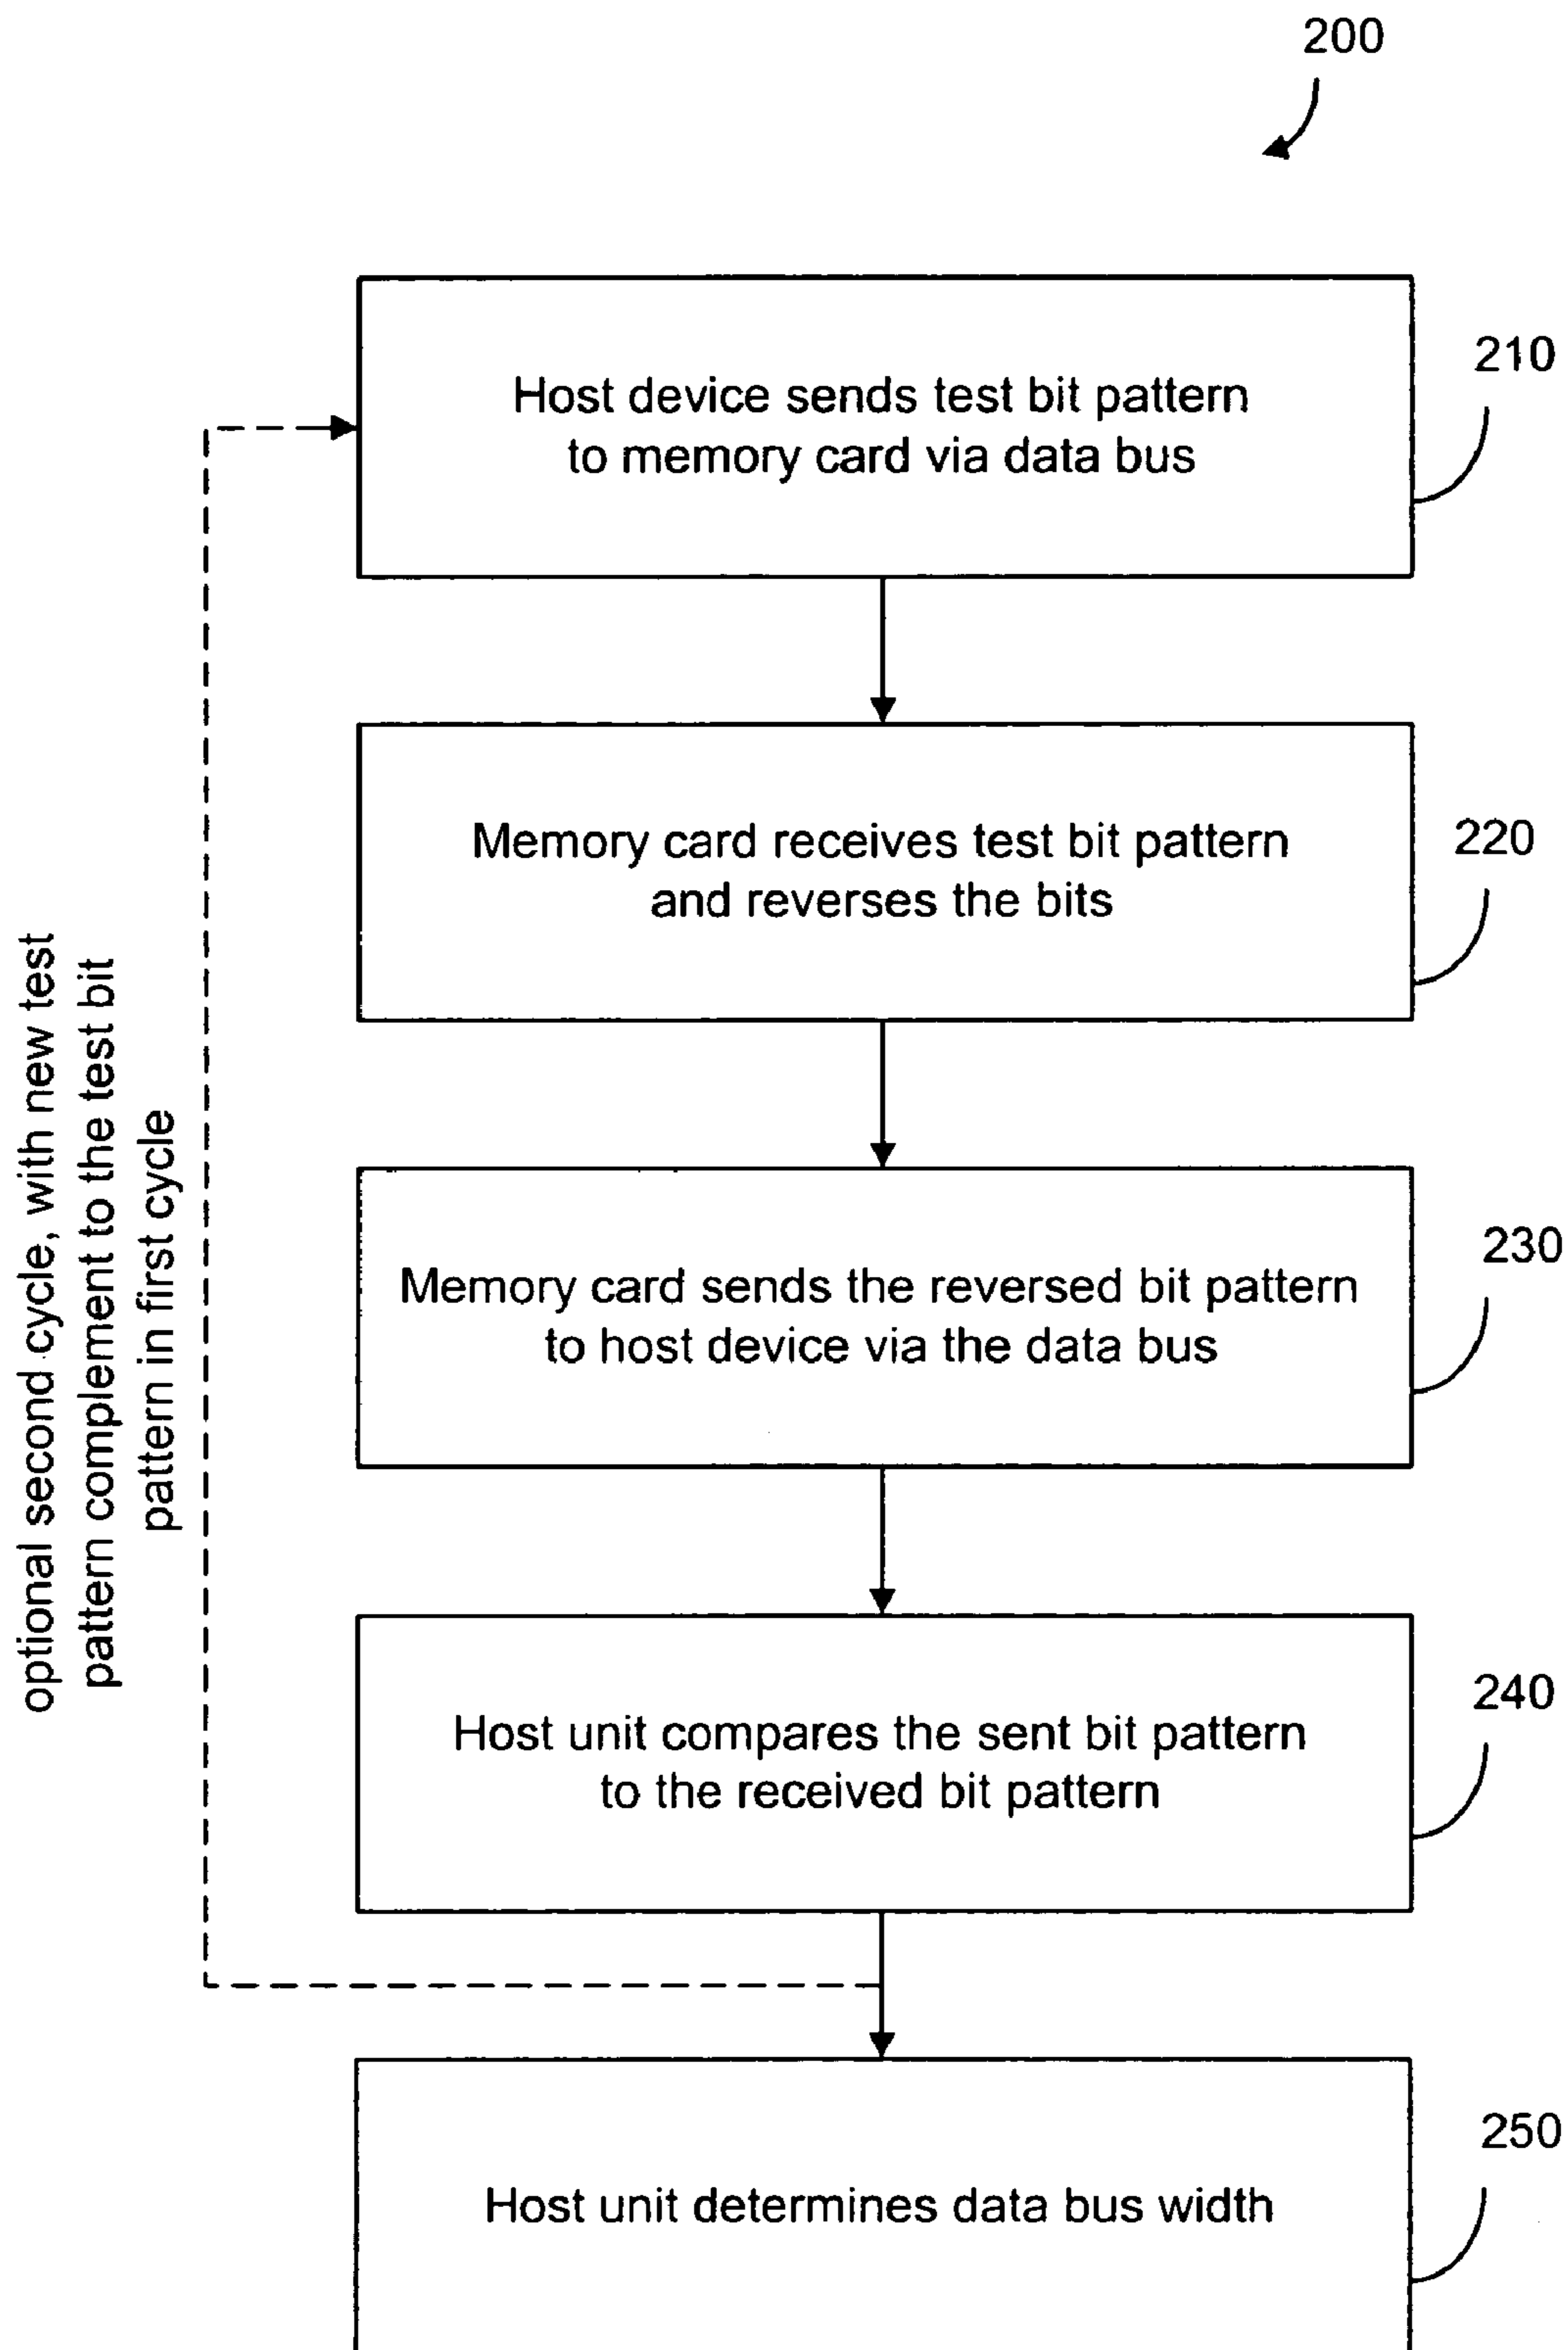 200
Host device sends test bit pattern
to memory card via data bus
210
Memory card receives test bit pattern
and reverses the bits
220
Memory card sends the reversed bit pattern
to host device via the data bus
230
Host unit compares the sent bit pattern
to the received bit pattern
240
Host unit determines data bus width
250
optional second cycle, with new test
pattern complement to the test bit
pattern in first cycle